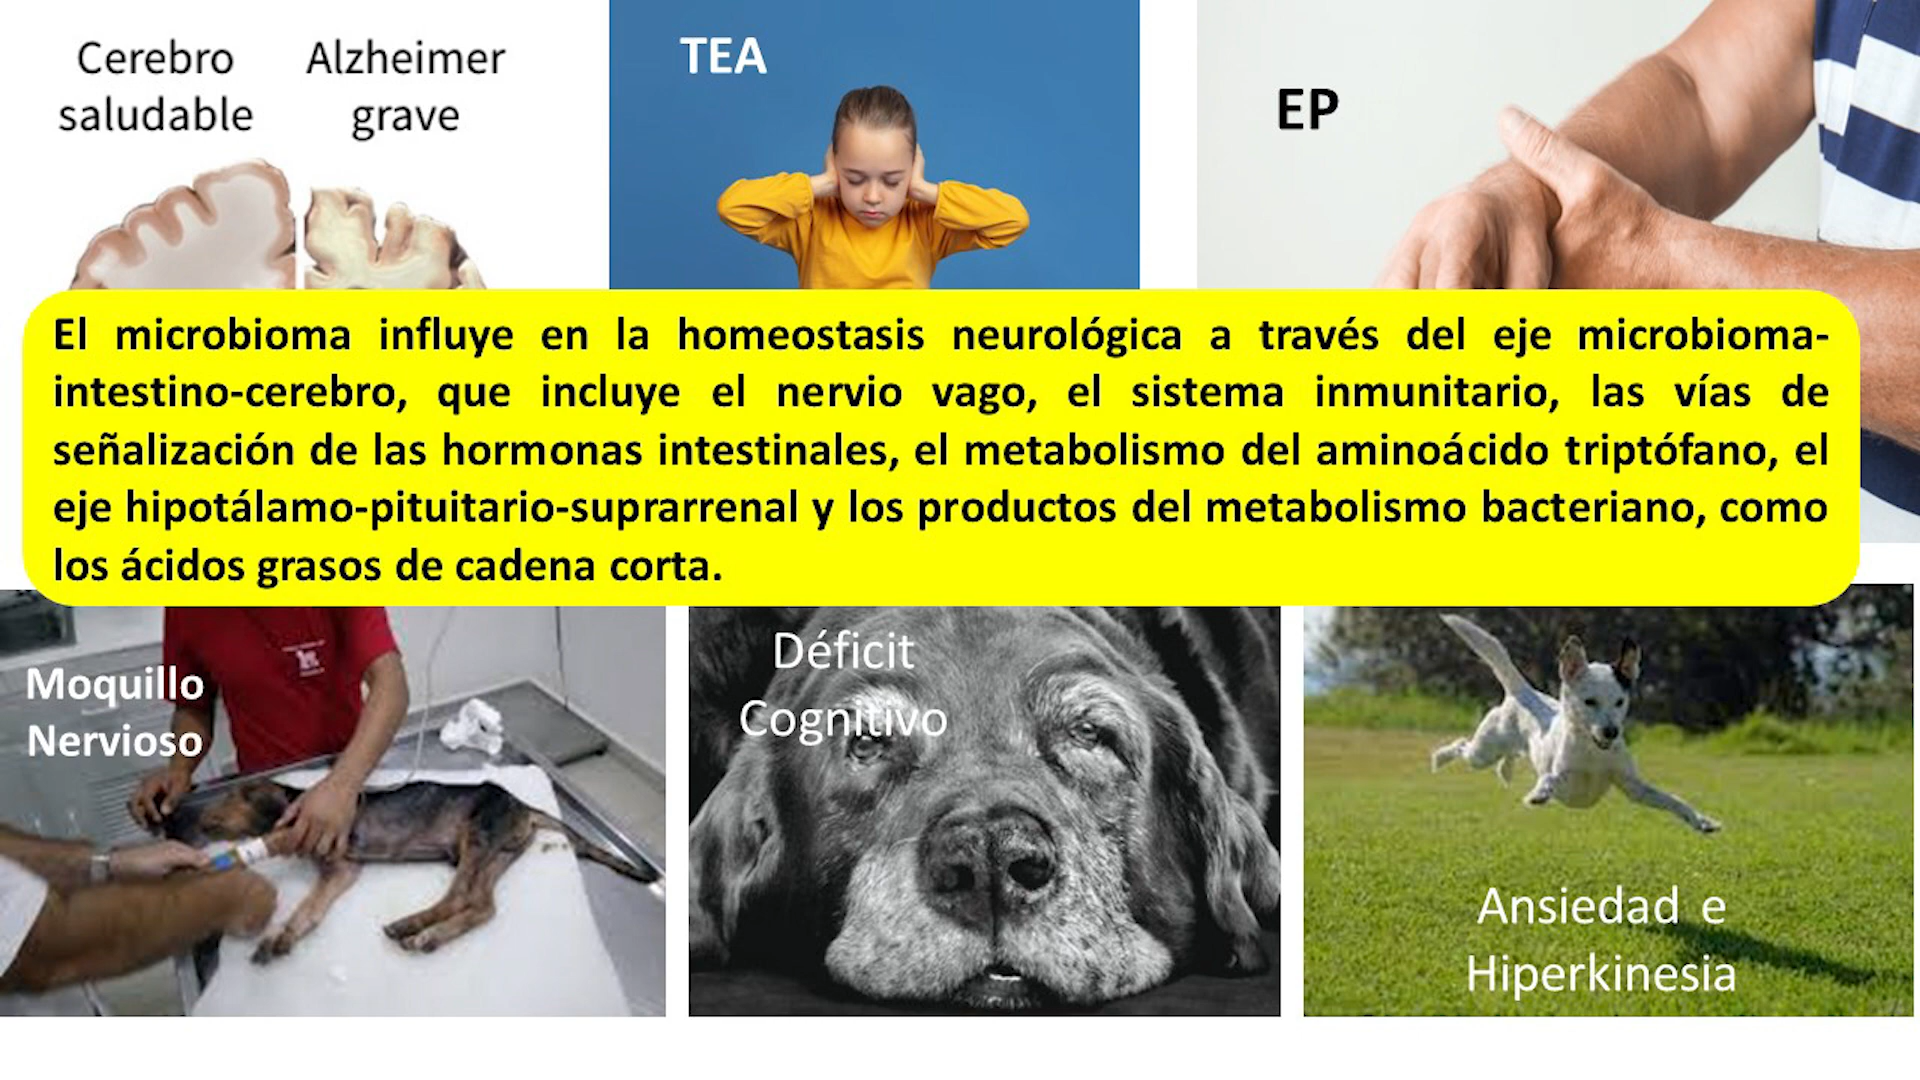 Cerebro saludable
Alzheimer grave
TEA
EP
El microbioma influye en la homeostasis neurológica a través del eje microbioma-
intestino-cerebro, que incluye el nervio vago, el sistema inmunitario, las vías de
señalización de las hormonas intestinales, el metabolismo del aminoácido triptófano, el
eje hipotálamo-pituitario-suprarrenal y los productos del metabolismo bacteriano, como
los ácidos grasos de cadena corta.
Moquillo
Nervioso
Déficit
Cognitivo
Ansiedad e
Hiperkinesia